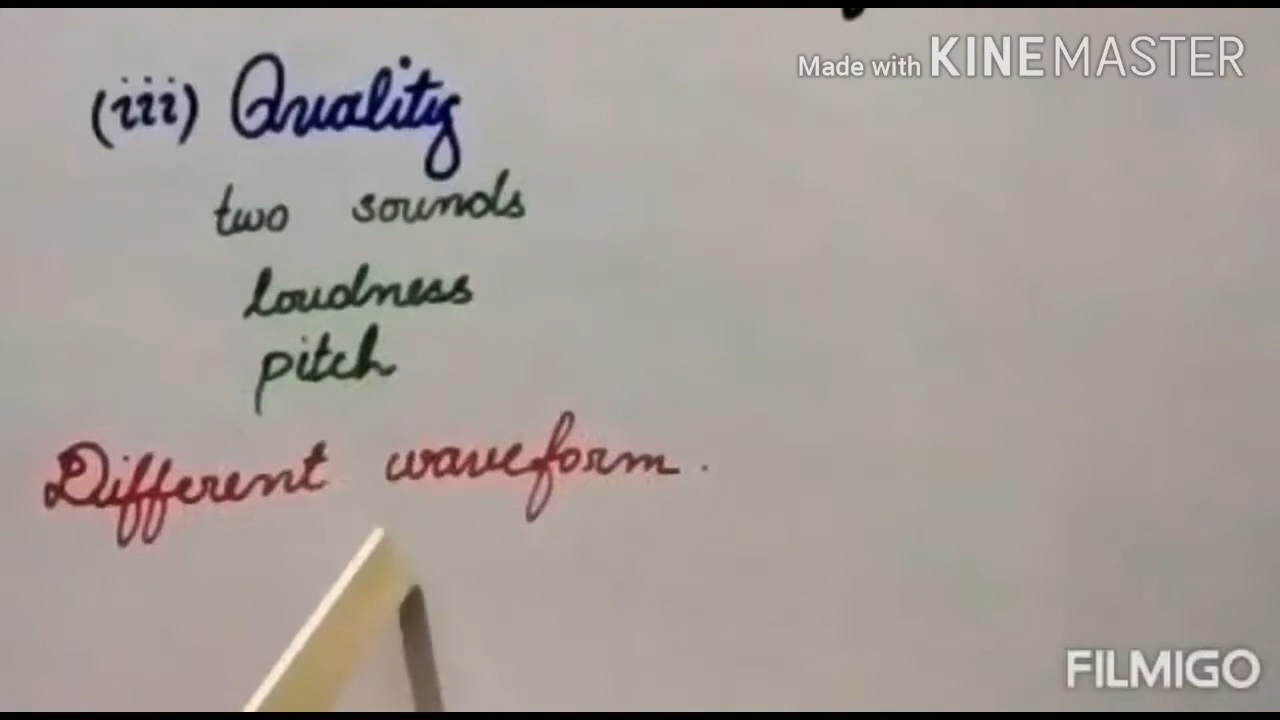 Made with KINEMASTER
(iii) Quality
two sounds
loudness
pitch
Different waveform.
FILMIGO